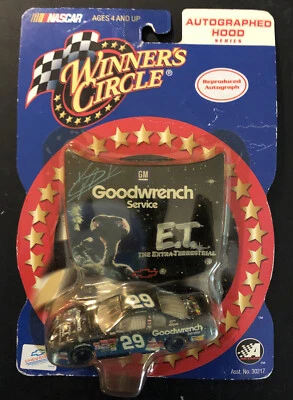 NASCAR
AGES 4 AND UP
AUTOGRAPHED
HOOD
SERIES
WINNER'S
CIRCLE®
Reproduced
Autograph
GM
Goodwrench
Service
E.T.
THE EXTRA-TERRESTRIAL
29
Goodwrench
29
Asst. No. 30217